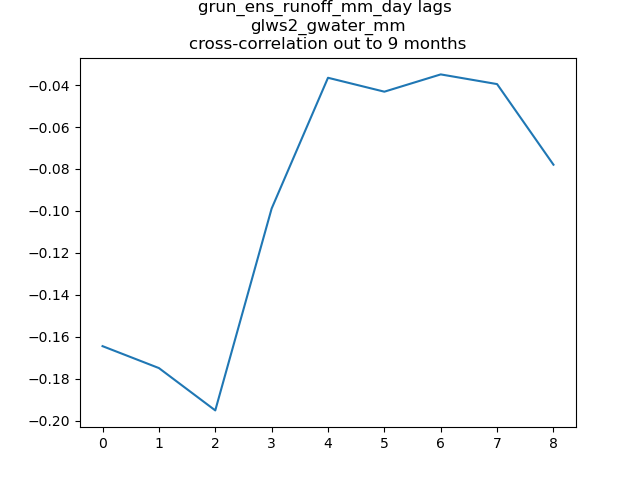 grun_ens_runoff_mm_day lags
glws2_gwater_mm
cross-correlation out to 9 months
−0.04
−0.06
−0.08
−0.10
−0.12
−0.14
−0.16
−0.18
−0.20
0 1 2 3 4 5 6 7 8